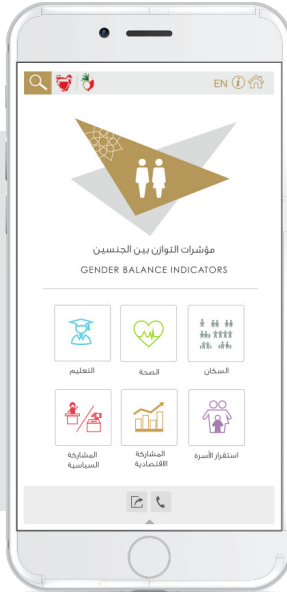 EN
مؤشرات التوازن بين الجنسين
GENDER BALANCE INDICATORS
السكان
الصحة
التعليم
استقرار الأسرة
المشاركة
الاقتصادية
المشاركة
السياسية